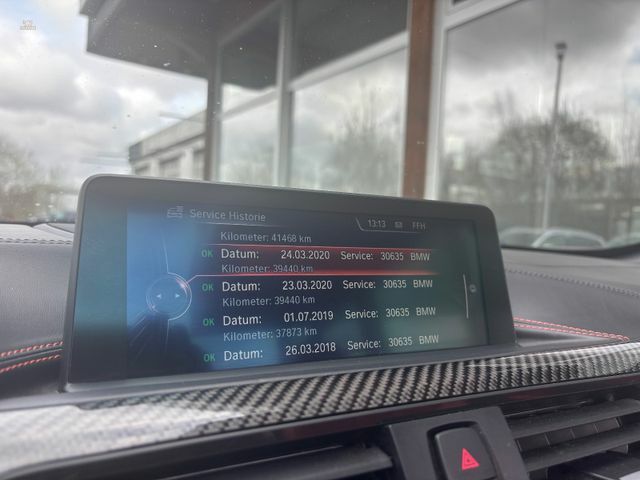 Service Historie
13:13 FFH
Kilometer: 41468 km
OK Datum: 24.03.2020 Service: 30635 BMW
Kilometer: 39440 km
OK Datum: 23.03.2020 Service: 30635 BMW
Kilometer: 39440 km
OK Datum: 01.07.2019 Service: 30635 BMW
Kilometer: 37873 km
OK Datum: 26.03.2018 Service: 30635 BMW